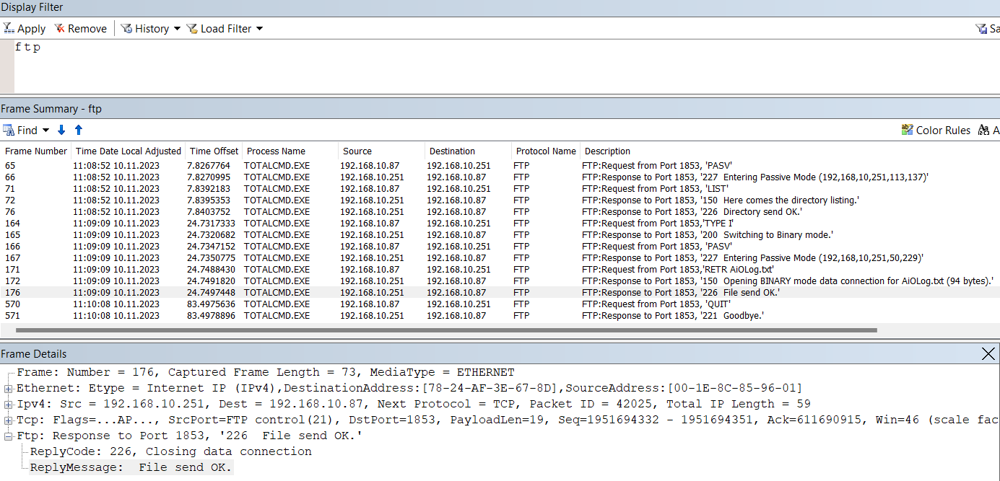 Display Filter
Apply Remove History Load Filter Sa
ftp
Frame Summary - ftp
Find Color Rules A
Frame Number Time Date Local Adjusted Time Offset Process Name Source Destination Protocol Name Description
65 11:08:52 10.11.2023 7.8267764 TOTALCMD.EXE 192.168.10.87 192.168.10.251 FTP FTP:Request from Port 1853, 'PASV'
66 11:08:52 10.11.2023 7.8270995 TOTALCMD.EXE 192.168.10.251 192.168.10.87 FTP FTP:Response to Port 1853, '227  Entering Passive Mode (192,168,10,251,113,137)'
71 11:08:52 10.11.2023 7.8392183 TOTALCMD.EXE 192.168.10.87 192.168.10.251 FTP FTP:Request from Port 1853, 'LIST'
72 11:08:52 10.11.2023 7.8395353 TOTALCMD.EXE 192.168.10.251 192.168.10.87 FTP FTP:Response to Port 1853, '150  Here comes the directory listing.'
76 11:08:52 10.11.2023 7.8403752 TOTALCMD.EXE 192.168.10.251 192.168.10.87 FTP FTP:Response to Port 1853, '226  Directory send OK.'
164 11:09:09 10.11.2023 24.7317333 TOTALCMD.EXE 192.168.10.87 192.168.10.251 FTP FTP:Request from Port 1853,'TYPE I'
165 11:09:09 10.11.2023 24.7320682 TOTALCMD.EXE 192.168.10.251 192.168.10.87 FTP FTP:Response to Port 1853, '200  Switching to Binary mode.'
166 11:09:09 10.11.2023 24.7347152 TOTALCMD.EXE 192.168.10.87 192.168.10.251 FTP FTP:Request from Port 1853, 'PASV'
167 11:09:09 10.11.2023 24.7350775 TOTALCMD.EXE 192.168.10.251 192.168.10.87 FTP FTP:Response to Port 1853, '227  Entering Passive Mode (192,168,10,251,50,229)'
171 11:09:09 10.11.2023 24.7488430 TOTALCMD.EXE 192.168.10.87 192.168.10.251 FTP FTP:Request from Port 1853,'RETR AiOLog.txt'
172 11:09:09 10.11.2023 24.7491820 TOTALCMD.EXE 192.168.10.251 192.168.10.87 FTP FTP:Response to Port 1853, '150  Opening BINARY mode data connection for AiOLog.txt (94 bytes).'
176 11:09:09 10.11.2023 24.7497448 TOTALCMD.EXE 192.168.10.251 192.168.10.87 FTP FTP:Response to Port 1853, '226  File send OK.'
570 11:10:08 10.11.2023 83.4975636 TOTALCMD.EXE 192.168.10.87 192.168.10.251 FTP FTP:Request from Port 1853, 'QUIT'
571 11:10:08 10.11.2023 83.4978896 TOTALCMD.EXE 192.168.10.251 192.168.10.87 FTP FTP:Response to Port 1853, '221  Goodbye.'
Frame Details
Frame: Number = 176, Captured Frame Length = 73, MediaType = ETHERNET
Ethernet: Etype = Internet IP (IPv4),DestinationAddress:[78-24-AF-3E-67-8D],SourceAddress:[00-1E-8C-85-96-01]
Ipv4: Src = 192.168.10.251, Dest = 192.168.10.87, Next Protocol = TCP, Packet ID = 42025, Total IP Length = 59
Tcp: Flags=...AP..., SrcPort=FTP control(21), DstPort=1853, PayloadLen=19, Seq=1951694332 - 1951694351, Ack=611690915, Win=46 (scale fac
Ftp: Response to Port 1853, '226  File send OK.'
ReplyCode: 226, Closing data connection
ReplyMessage:  File send OK.